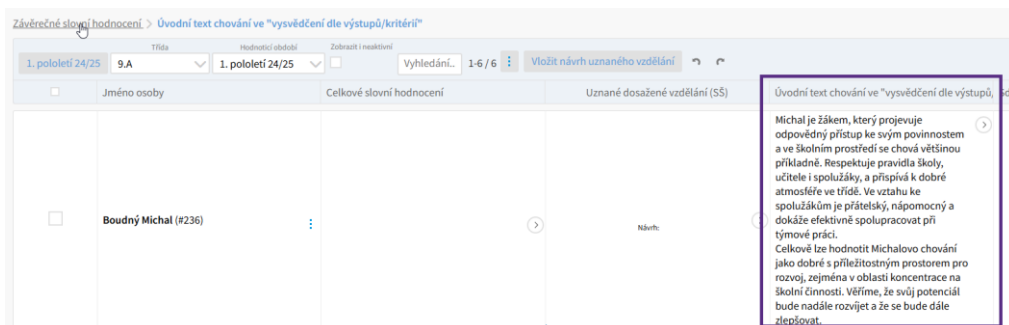 Závěrečné slovní hodnocení > Úvodní text chování ve "vysvědčení dle výstupů/kritérií"
Třída Hodnotící období Zobrazit i neaktivní
1. pololetí 24/25 9.A 1. pololetí 24/25 Vyhledání.. 1-6 / 6 Vložit návrh uznaného vzdělání
Jméno osoby Celkové slovní hodnocení Uznané dosažené vzdělání (SŠ) Úvodní text chování ve "vysvědčení dle výstupů,
Michal je žákem, který projevuje
odpovědný přístup ke svým povinnostem
a ve školním prostředí se chová většinou
příkladně. Respektuje pravidla školy,
učitele i spolužáky, a přispívá k dobré
atmosféře ve třídě. Ve vztahu ke
spolužákům je přátelský, nápomocný a
dokáže efektivně spolupracovat při
týmové práci.
Celkově lze hodnotit Michalovo chování
jako dobré s příležitostným prostorem pro
rozvoj, zejména v oblasti koncentrace na
školní činnosti. Věříme, že svůj potenciál
bude nadále rozvíjet a že se bude dále
zlepšovat.
Boudný Michal (#236)
Návrh: